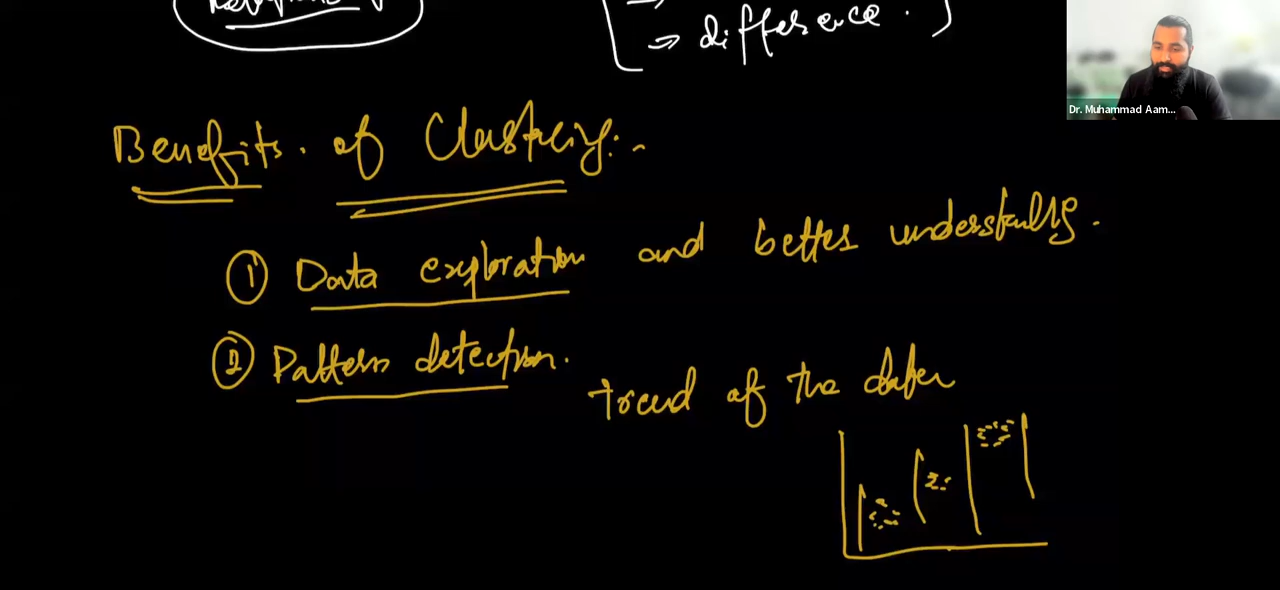 ⇒ difference.
Dr. Muhammad Aam...
Benefits. of Clustering:-
① Data exploration and better understanding.
② Pattern detection.
trend of the data